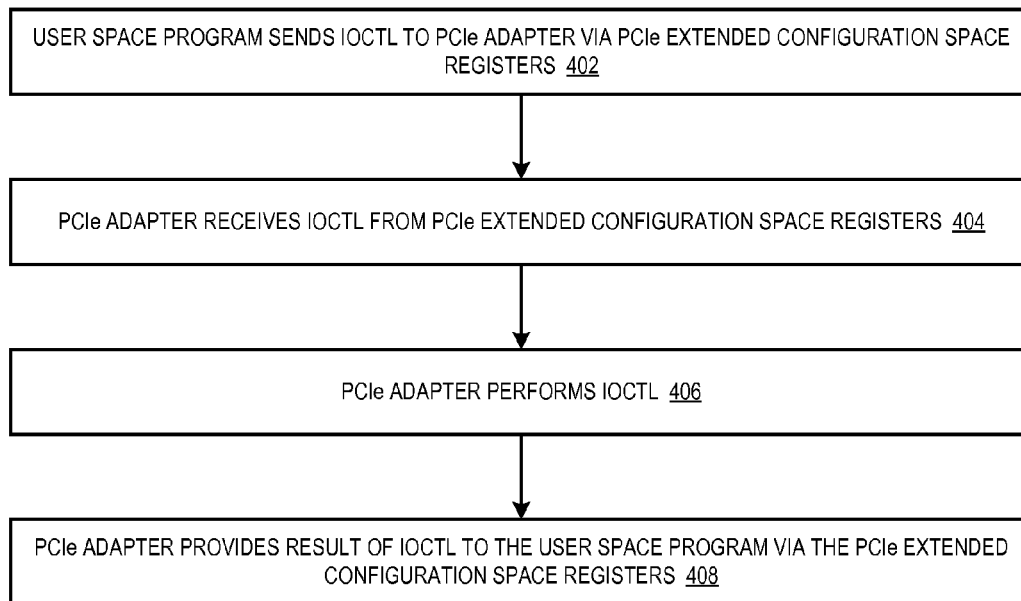 USER SPACE PROGRAM SENDS IOCTL TO PCIe ADAPTER VIA PCIe EXTENDED CONFIGURATION SPACE
REGISTERS 402
PCIe ADAPTER RECEIVES IOCTL FROM PCIe EXTENDED CONFIGURATION SPACE REGISTERS 404
PCIe ADAPTER PERFORMS IOCTL 406
PCIe ADAPTER PROVIDES RESULT OF IOCTL TO THE USER SPACE PROGRAM VIA THE PCIe EXTENDED
CONFIGURATION SPACE REGISTERS 408